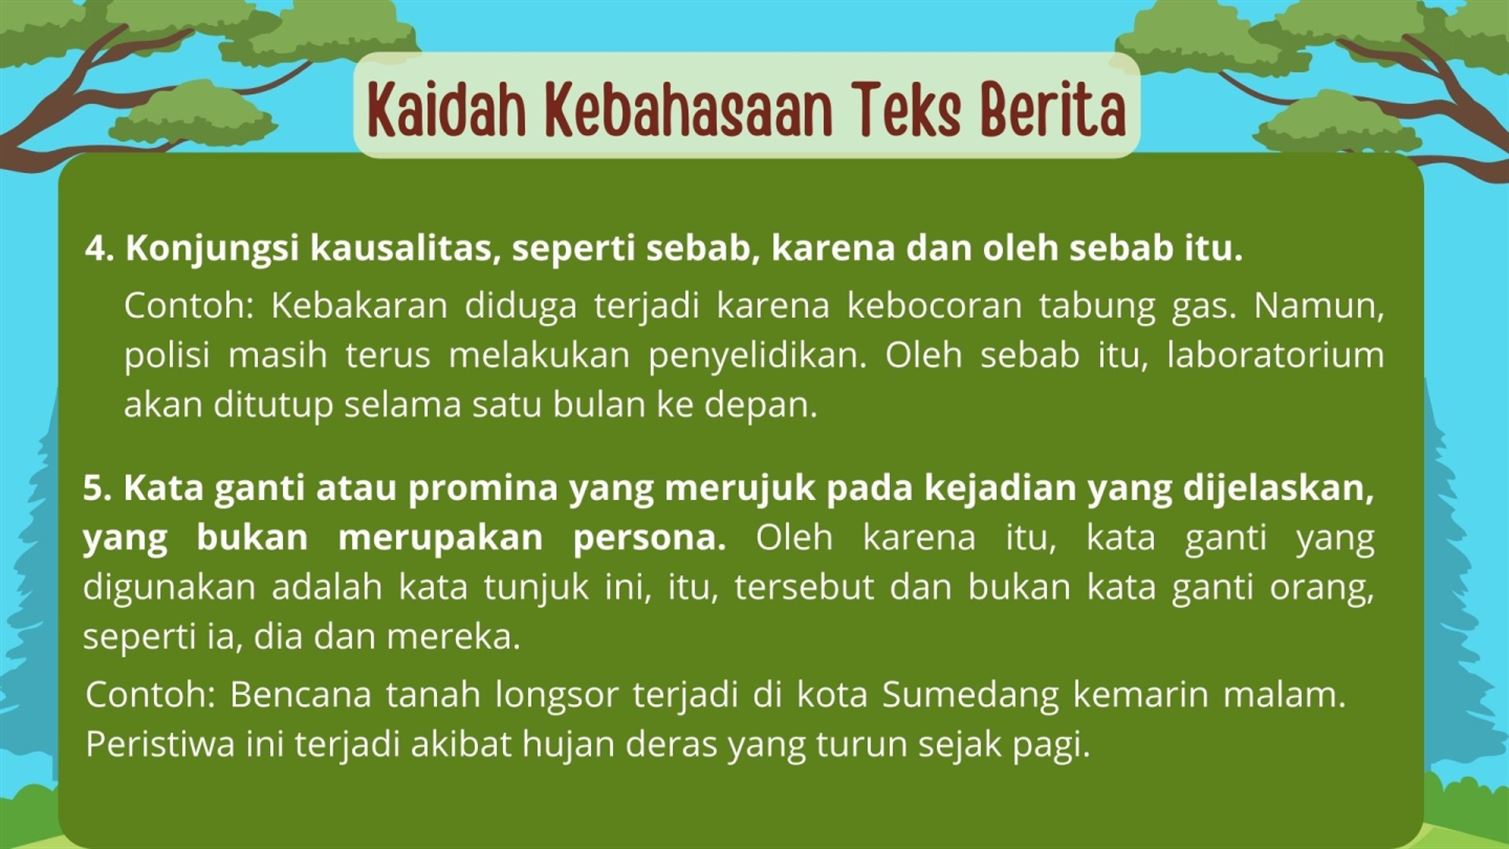 Kaidah Kebahasaan Teks Berita
4. Konjungsi kausalitas, seperti sebab, karena dan oleh sebab itu.
Contoh: Kebakaran diduga terjadi karena kebocoran tabung gas. Namun,
polisi masih terus melakukan penyelidikan. Oleh sebab itu, laboratorium
akan ditutup selama satu bulan ke depan.
5. Kata ganti atau promina yang merujuk pada kejadian yang dijelaskan,
yang bukan merupakan persona. Oleh karena itu, kata ganti yang
digunakan adalah kata tunjuk ini, itu, tersebut dan bukan kata ganti orang,
seperti ia, dia dan mereka.
Contoh: Bencana tanah longsor terjadi di kota Sumedang kemarin malam.
Peristiwa ini terjadi akibat hujan deras yang turun sejak pagi.